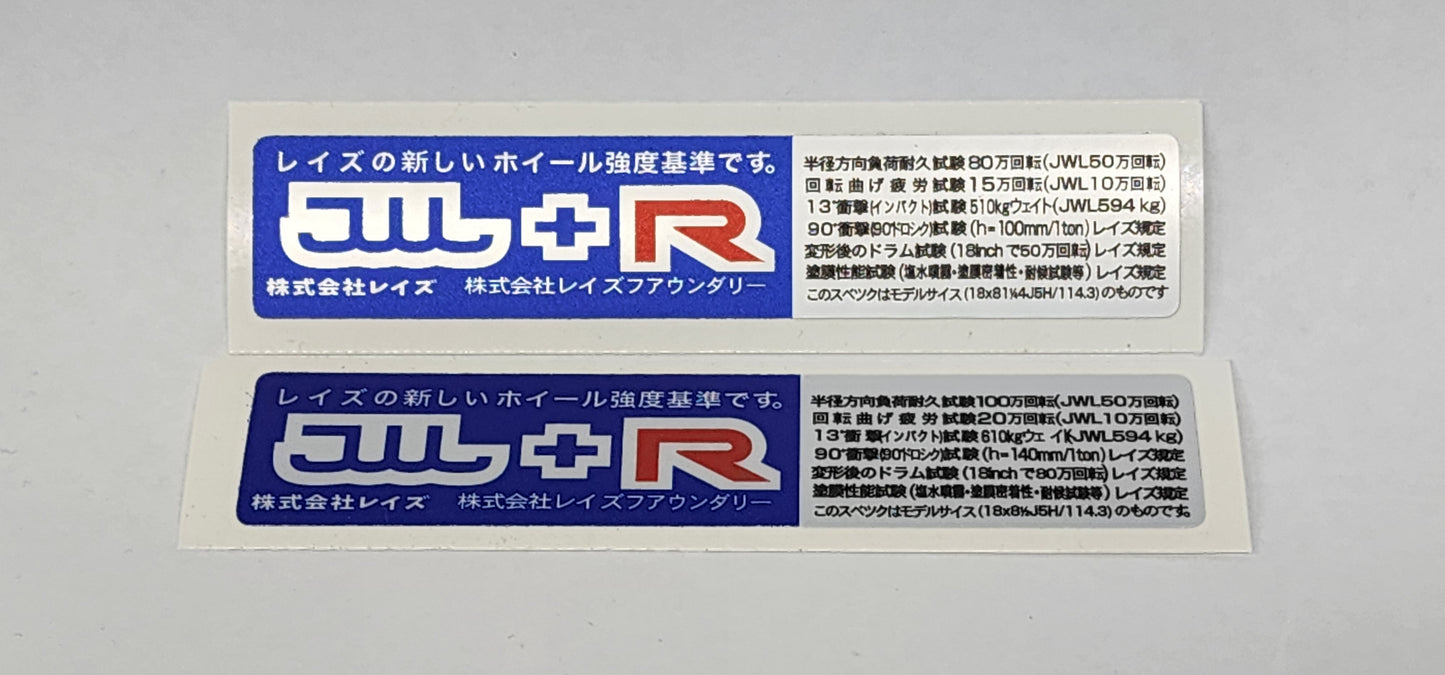 レイズの新しいホイール強度基準です。
JWL+R
株式会社レイズ 株式会社レイズフアウンダリー
半径方向負荷耐久試験80万回転(JWL50万回転)
回転曲げ疲労試験15万回転(JWL10万回転)
13°衝撃(インパクト)試験510kgウェイト(JWL594kg)
90°衝撃(90°ドロシク)試験(h=100mm/1ton)レイズ規定
変形後のドラム試験(18inchで50万回転)レイズ規定
塗膜性能試験(塩水噴霧・塗膜密着性・耐候試験等)レイズ規定
このスペツクはモデルサイス(18x81¼4J5H/114.3)のものです
レイズの新しいホイール強度基準です。
JWL+R
株式会社レイズ 株式会社レイズフアウンダリー
半径方向負荷耐久試験100万回転(JWL50万回転)
回転曲げ疲労試験20万回転(JWL10万回転)
13°衝撃(インパクト)試験610kgウェイト(JWL594kg)
90°衝撃(90°ドロシク)試験(h=140mm/1ton)レイズ規定
変形後のドラム試験(18inchで80万回転)レイズ規定
塗膜性能試験(塩水噴霧・塗膜密着性・耐候試験等)レイズ規定
このスペツクはモデルサイス(18x8½J5H/114.3)のものです。